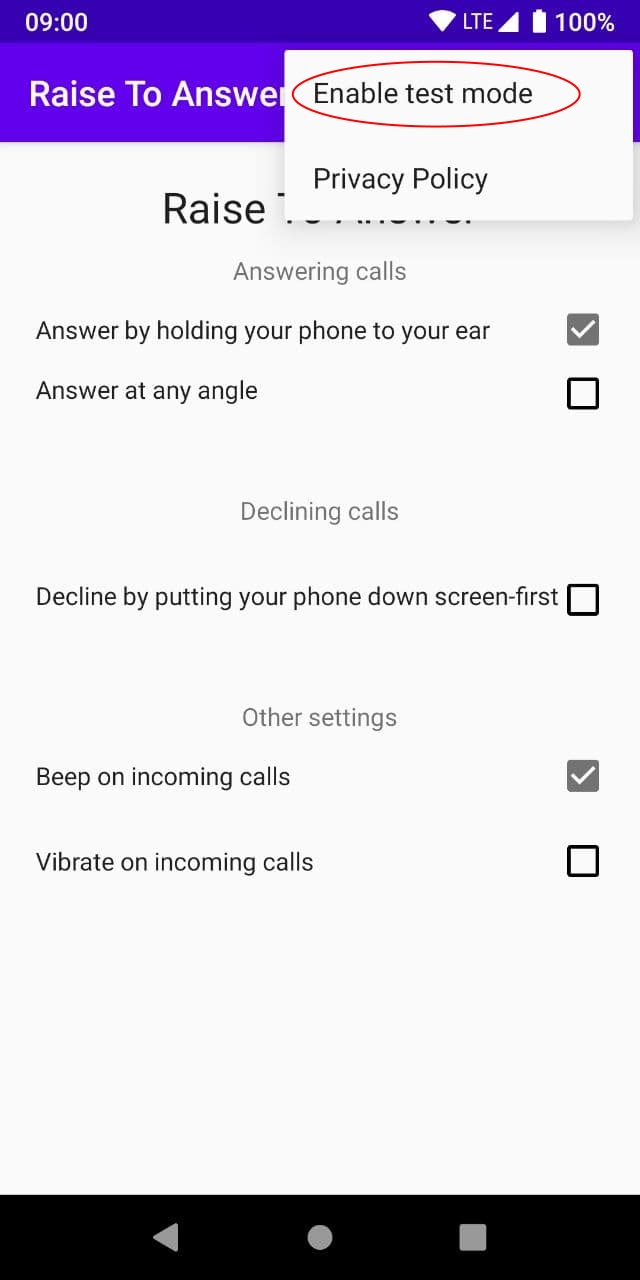 09:00 LTE 100%
Raise To Answer
Enable test mode
Privacy Policy
Raise To Answer
Answering calls
Answer by holding your phone to your ear
Answer at any angle
Declining calls
Decline by putting your phone down screen-first
Other settings
Beep on incoming calls
Vibrate on incoming calls